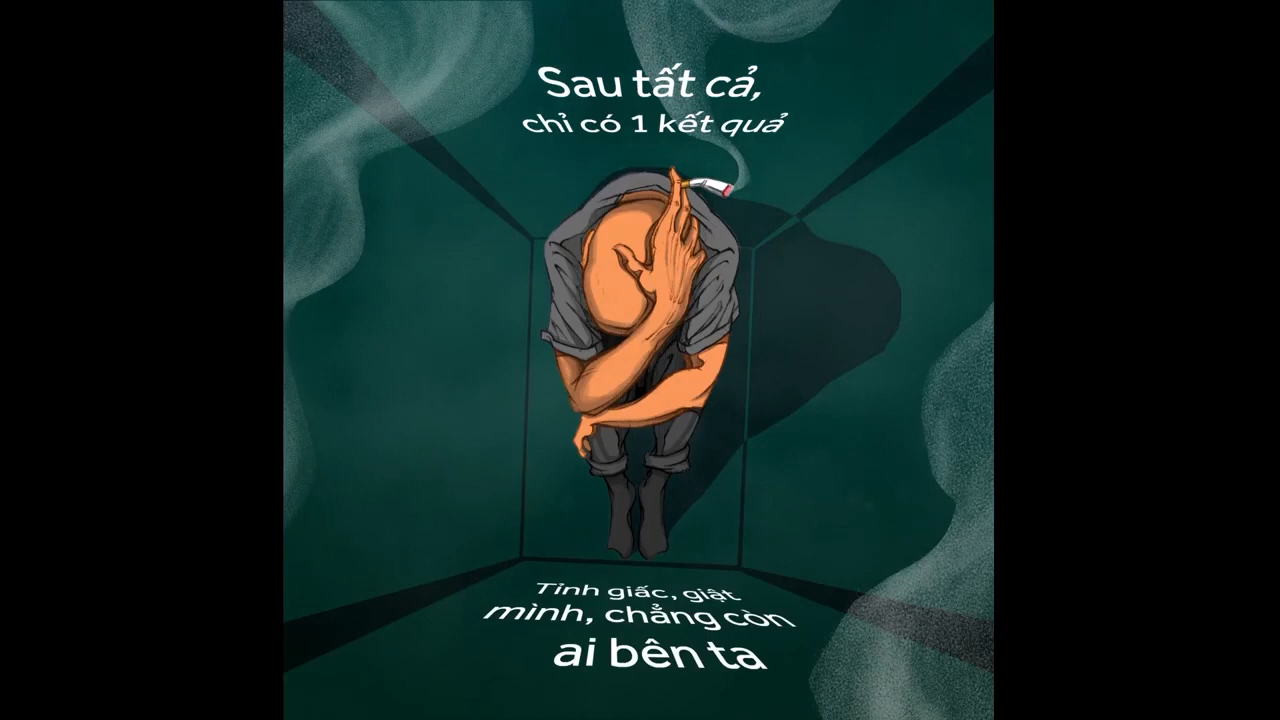 Sau tất cả,
chỉ có 1 kết quả
Tỉnh giấc, giật
mình, chẳng còn
ai bên ta